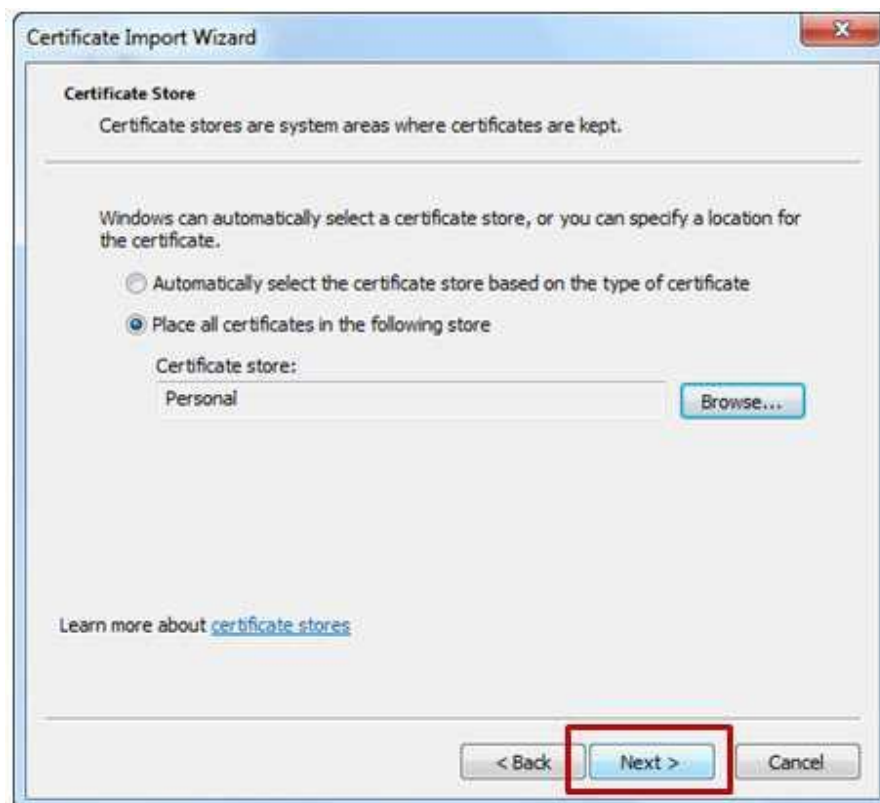 Certificate Import Wizard
Certificate Store
Certificate stores are system areas where certificates are kept.
Windows can automatically select a certificate store, or you can specify a location for
the certificate.
Automatically select the certificate store based on the type of certificate
Place all certificates in the following store
Certificate store:
Personal
Browse...
Learn more about certificate stores
< Back
Next >
Cancel